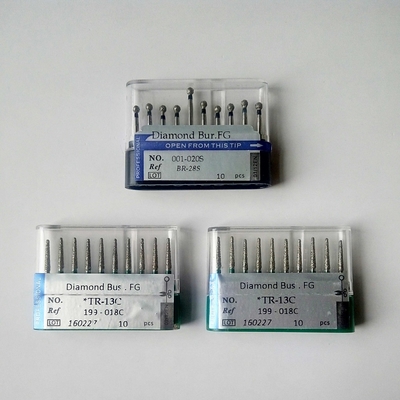 Diamond Bur.FG
PROFESSIONAL
OPEN FROM THIS TIP
NO. 001-020S
Ref BR-28S
LOT 10 pcs
Diamond Bus . FG
NO. *TR-13C
Ref 199 - 018C
LOT 160227 10 pcs
Diamond Bus . FG
NO. *TR-13C
Ref 199 - 018C
LOT 160227 10 pcs